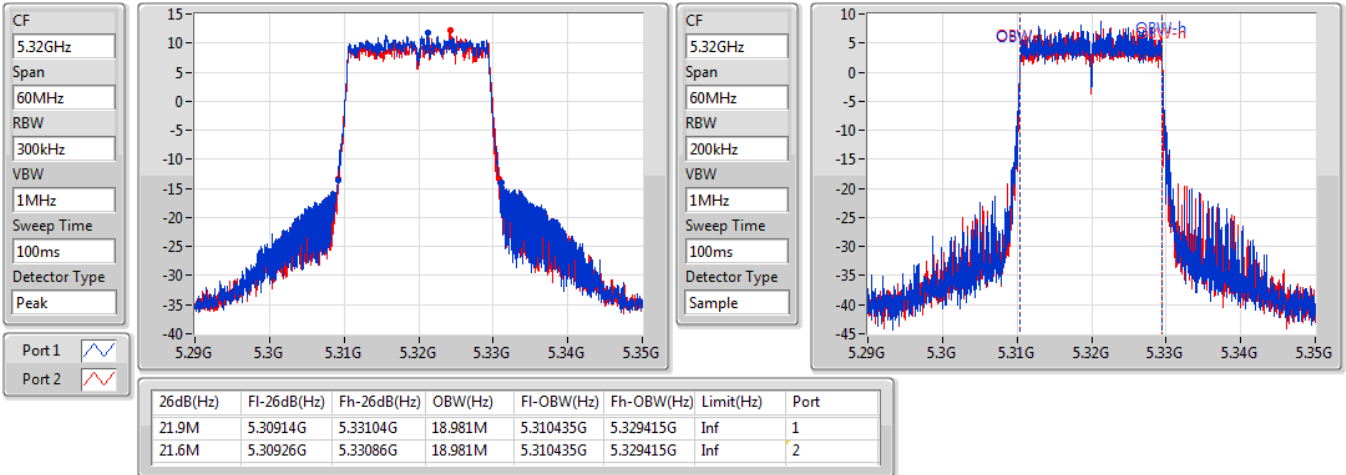 CF
5.32GHz
Span
60MHz
RBW
300kHz
VBW
1MHz
Sweep Time
100ms
Detector Type
Peak
15
10
5
0
-5
-10
-15
-20
-25
-30
-35
-40
5.29G 5.3G 5.31G 5.32G 5.33G 5.34G 5.35G
CF
5.32GHz
Span
60MHz
RBW
200kHz
VBW
1MHz
Sweep Time
100ms
Detector Type
Sample
10
5
0
-5
-10
-15
-20
-25
-30
-35
-40
-45
OBW-h
5.29G 5.3G 5.31G 5.32G 5.33G 5.34G 5.35G
Port 1
Port 2
26dB(Hz) Fl-26dB(Hz) Fh-26dB(Hz) OBW(Hz) Fl-OBW(Hz) Fh-OBW(Hz) Limit(Hz) Port
21.9M 5.30914G 5.33104G 18.981M 5.310435G 5.329415G Inf 1
21.6M 5.30926G 5.33086G 18.981M 5.310435G 5.329415G Inf 2